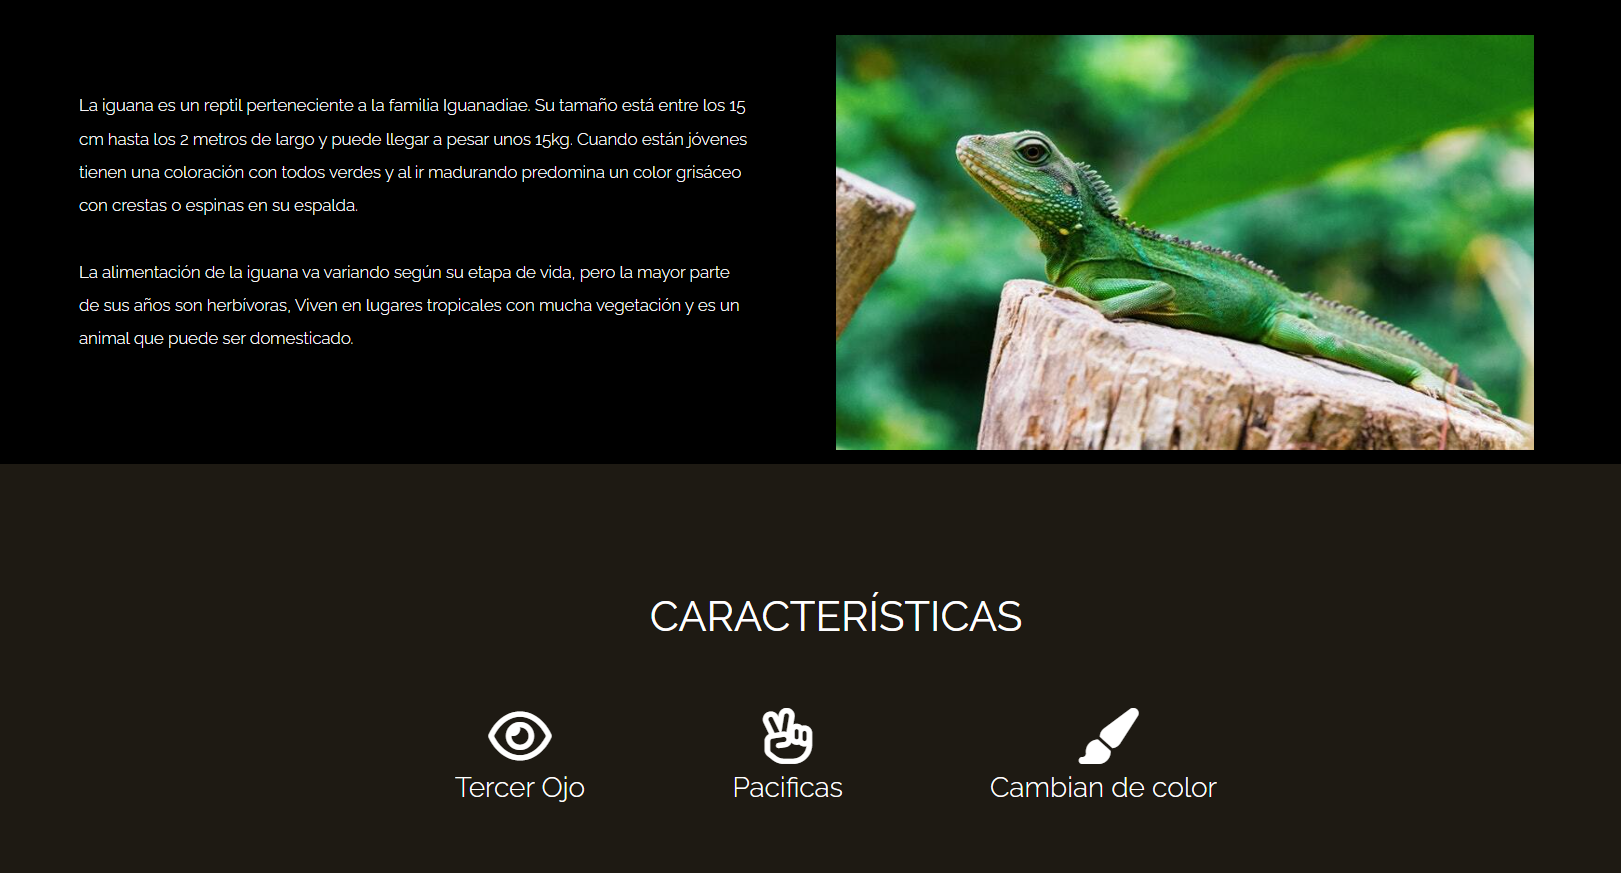 La iguana es un reptil perteneciente a la familia Iguanadiae. Su tamaño está entre los 15
cm hasta los 2 metros de largo y puede llegar a pesar unos 15kg. Cuando están jóvenes
tienen una coloración con todos verdes y al ir madurando predomina un color grisáceo
con crestas o espinas en su espalda.
La alimentación de la iguana va variando según su etapa de vida, pero la mayor parte
de sus años son herbívoras, Viven en lugares tropicales con mucha vegetación y es un
animal que puede ser domesticado.
CARACTERÍSTICAS
Tercer Ojo
Pacificas
Cambian de color